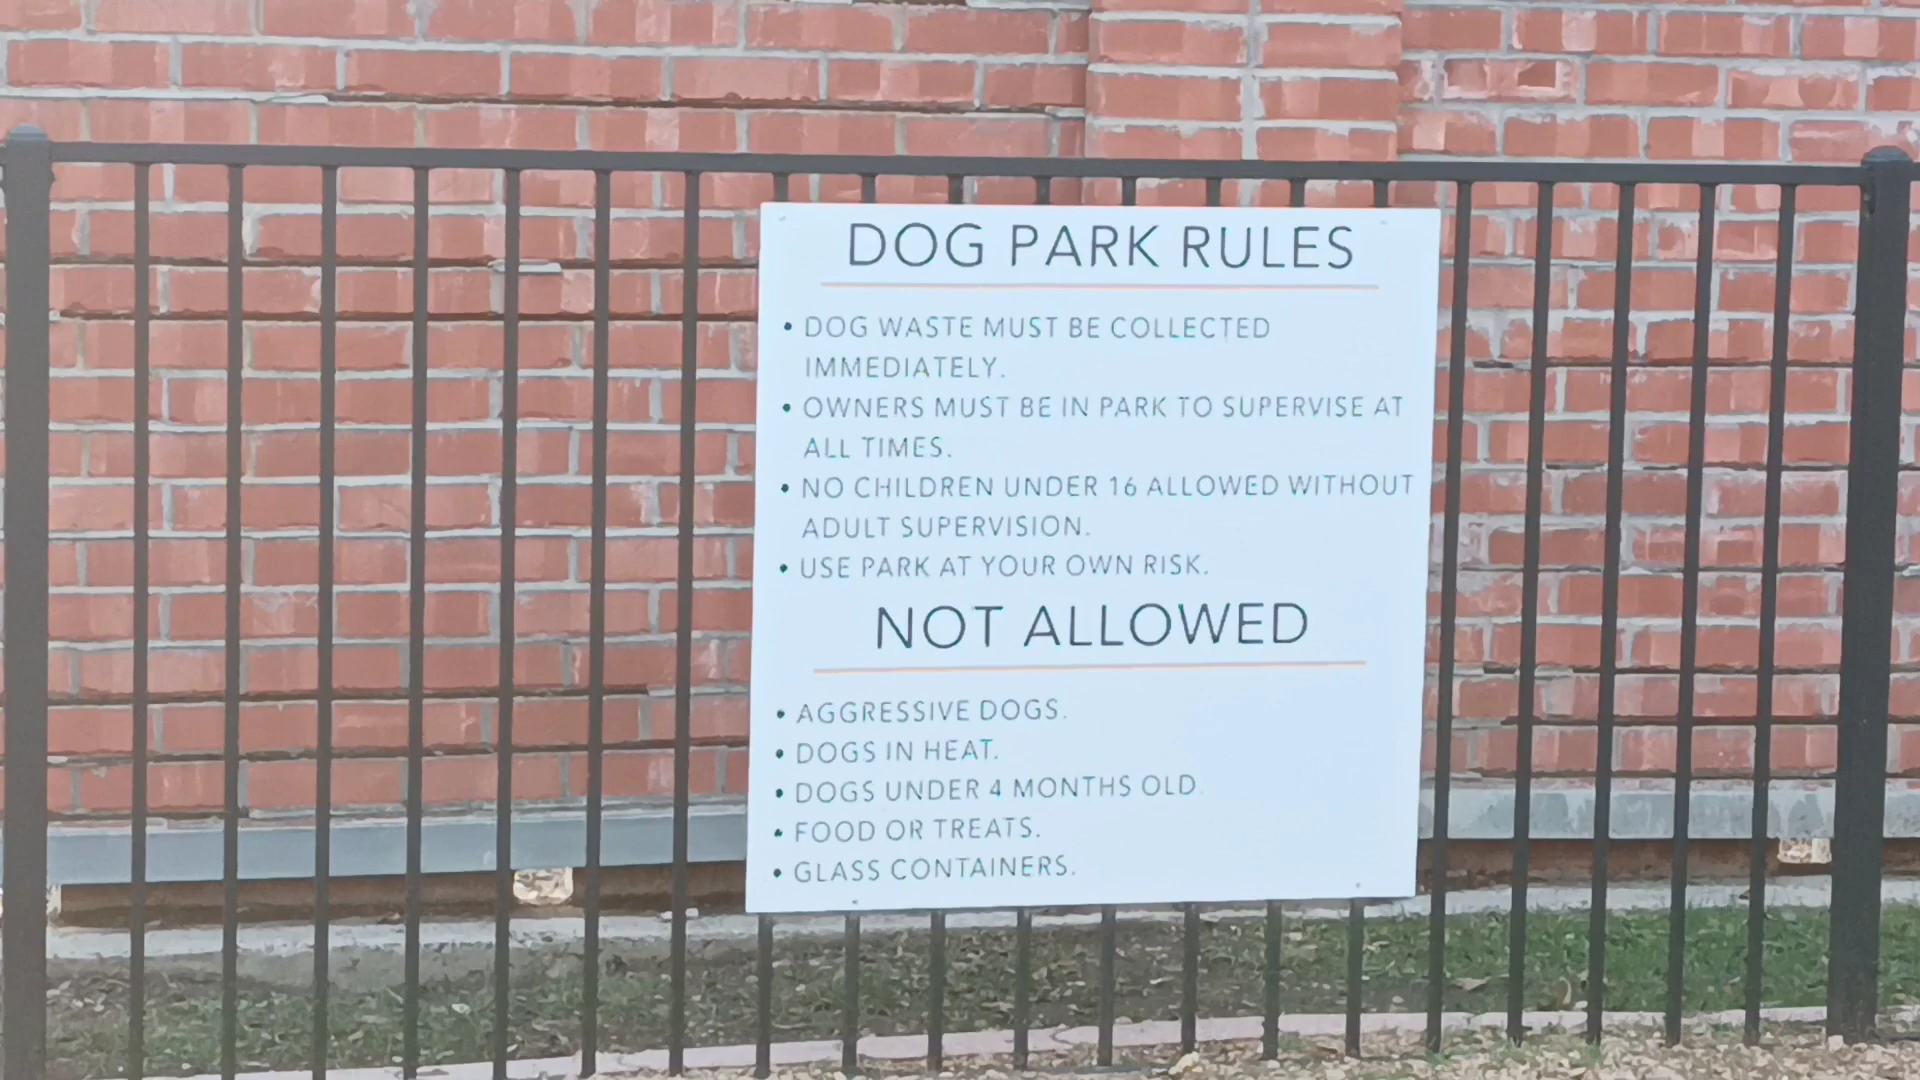 DOG PARK RULES
• DOG WASTE MUST BE COLLECTED
IMMEDIATELY.
• OWNERS MUST BE IN PARK TO SUPERVISE AT
ALL TIMES.
• NO CHILDREN UNDER 16 ALLOWED WITHOUT
ADULT SUPERVISION.
• USE PARK AT YOUR OWN RISK.
NOT ALLOWED
• AGGRESSIVE DOGS.
• DOGS IN HEAT.
• DOGS UNDER 4 MONTHS OLD.
• FOOD OR TREATS.
• GLASS CONTAINERS.